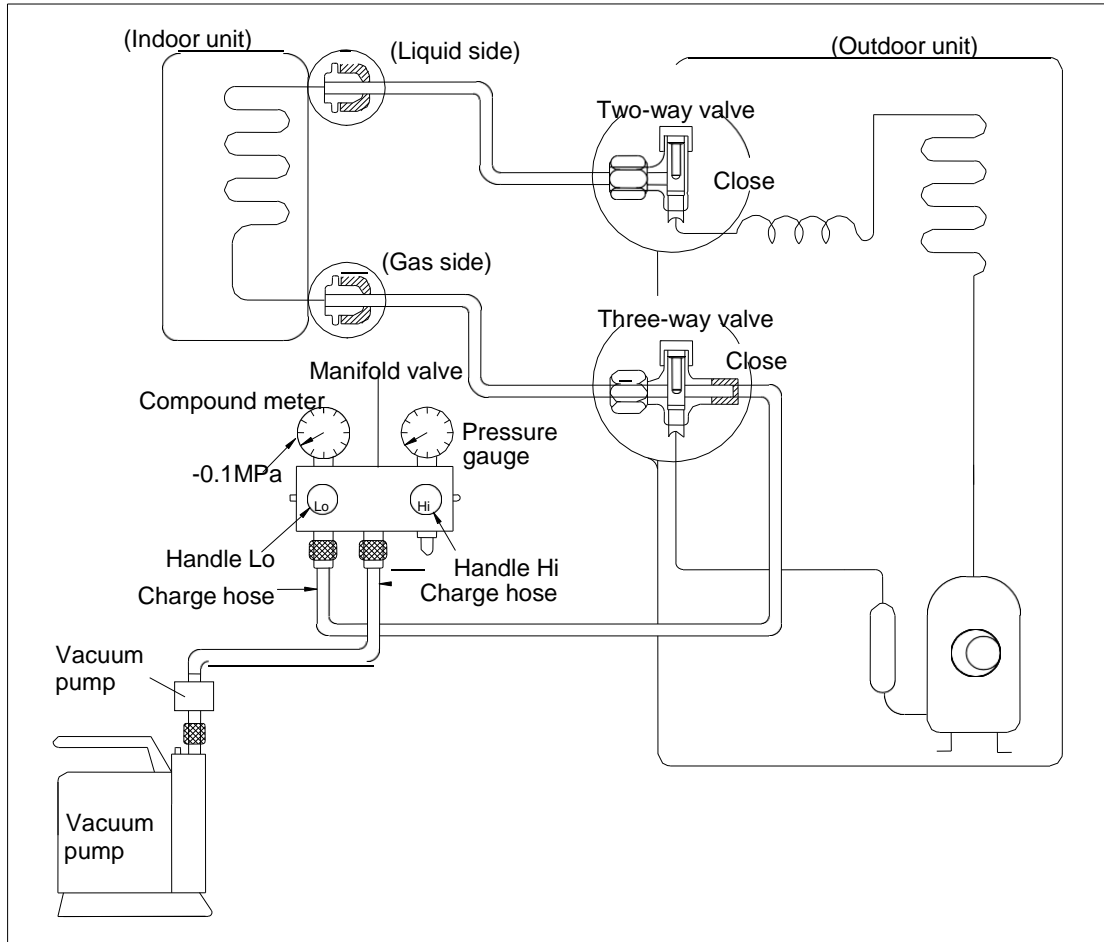 (Indoor unit)
(Liquid side)
(Outdoor unit)
Two-way valve
Close
(Gas side)
Three-way valve
Close
Manifold valve
Compound meter
Pressure
gauge
-0.1MPa
Lo
Hi
Handle Lo
Handle Hi
Charge hose
Charge hose
Vacuum
pump
Vacuum
pump